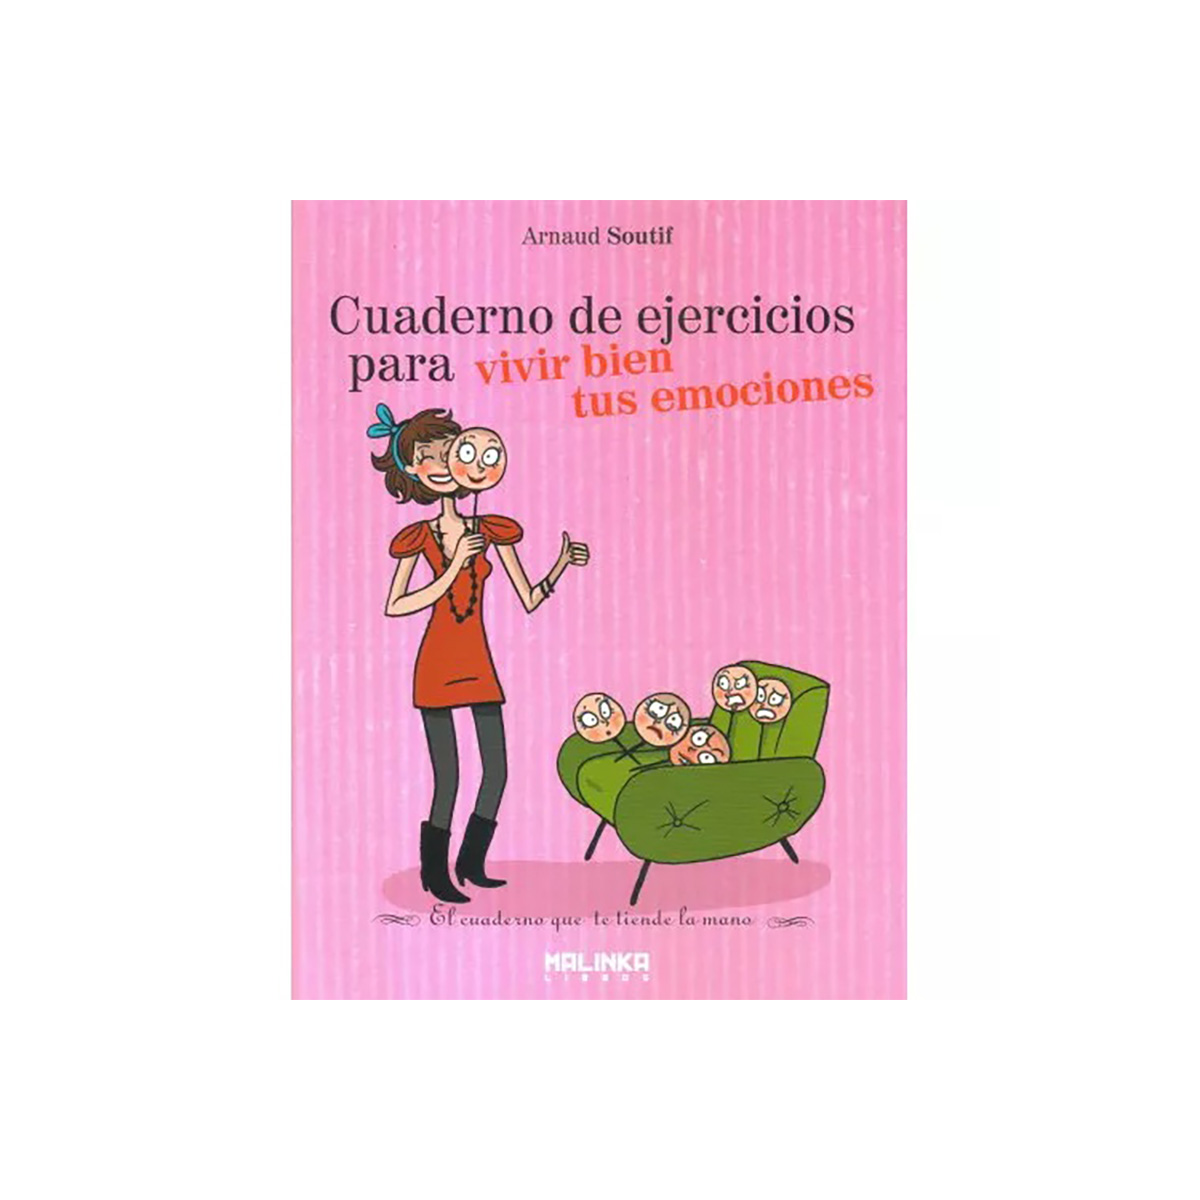 Arnaud Soutif
Cuaderno de ejercicios
para vivir bien
tus emociones
El cuaderno que te tiende la mano
MALINKA
LIBROS